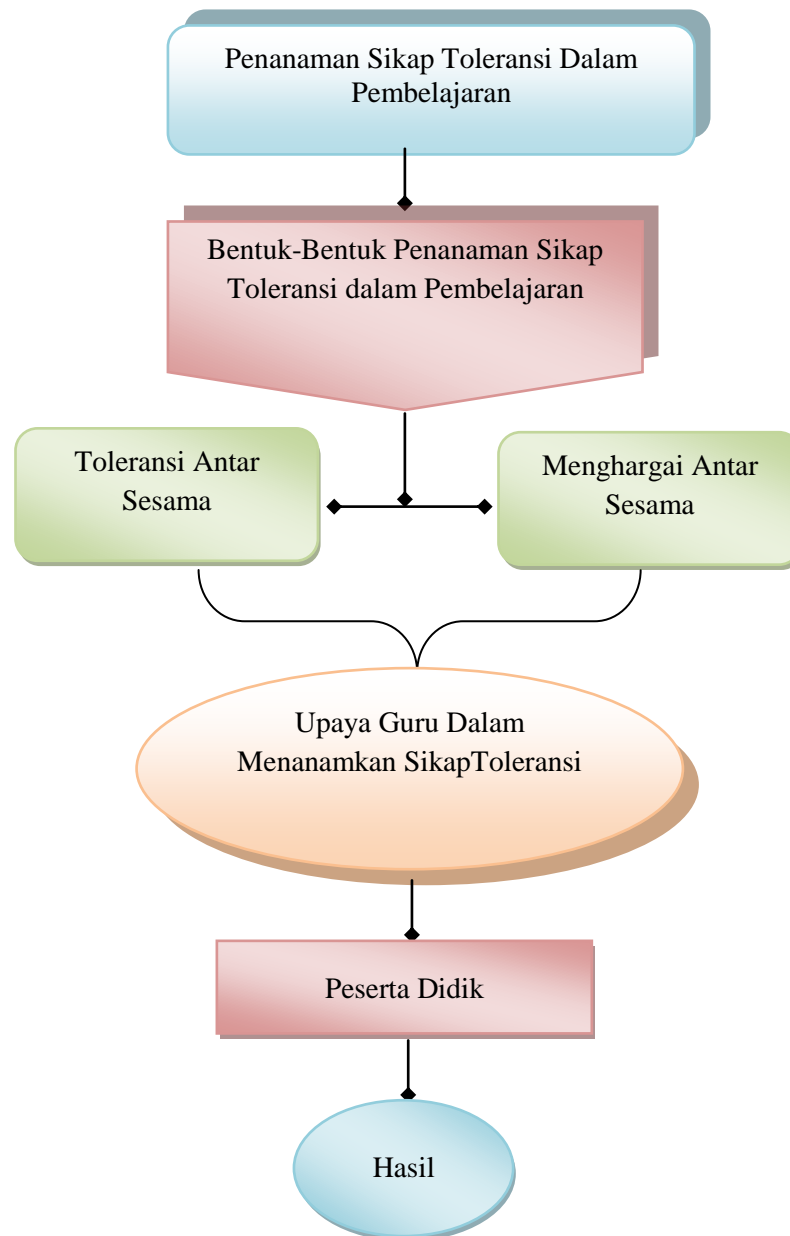 Penanaman Sikap Toleransi Dalam
Pembelajaran
Bentuk-Bentuk Penanaman Sikap
Toleransi dalam Pembelajaran
Toleransi Antar
Sesama
Menghargai Antar
Sesama
Upaya Guru Dalam
Menanamkan SikapToleransi
Peserta Didik
Hasil